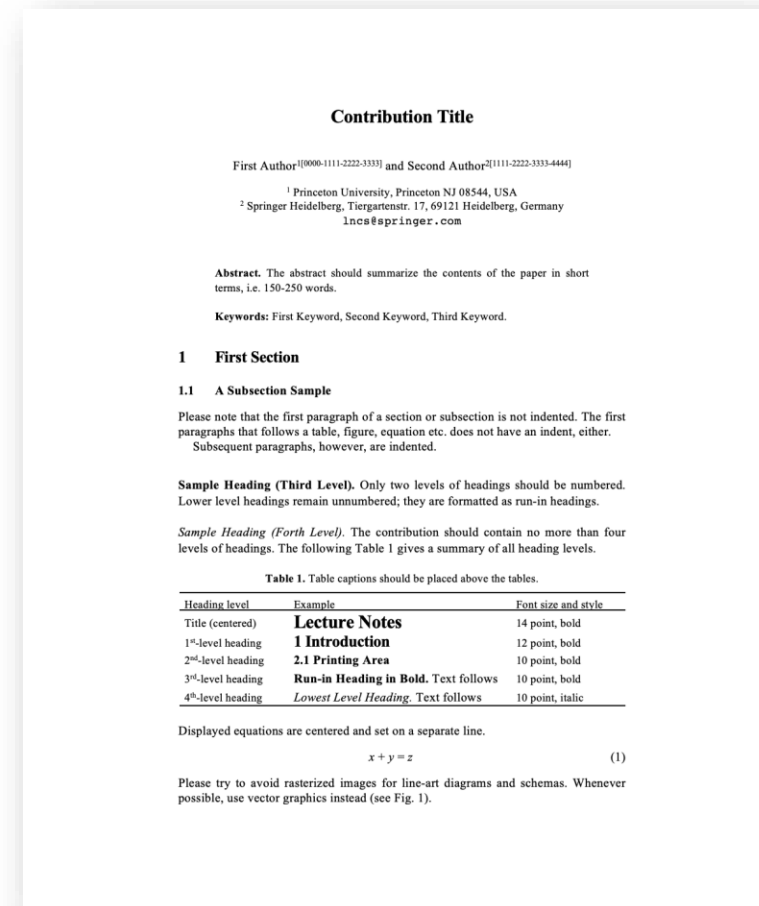 Contribution Title
First Author1[0000-1111-2222-3333] and Second Author2[1111-2222-3333-4444]
1 Princeton University, Princeton NJ 08544, USA
2 Springer Heidelberg, Tiergartenstr. 17, 69121 Heidelberg, Germany
lncs@springer.com
Abstract. The abstract should summarize the contents of the paper in short
terms, i.e. 150-250 words.
Keywords: First Keyword, Second Keyword, Third Keyword.
1 First Section
1.1 A Subsection Sample
Please note that the first paragraph of a section or subsection is not indented. The first
paragraphs that follows a table, figure, equation etc. does not have an indent, either.
Subsequent paragraphs, however, are indented.
Sample Heading (Third Level). Only two levels of headings should be numbered.
Lower level headings remain unnumbered; they are formatted as run-in headings.
Sample Heading (Forth Level). The contribution should contain no more than four
levels of headings. The following Table 1 gives a summary of all heading levels.
Table 1. Table captions should be placed above the tables.
Heading level Example Font size and style
Title (centered) Lecture Notes 14 point, bold
1st-level heading 1 Introduction 12 point, bold
2nd-level heading 2.1 Printing Area 10 point, bold
3rd-level heading Run-in Heading in Bold. Text follows 10 point, bold
4th-level heading Lowest Level Heading. Text follows 10 point, italic
Displayed equations are centered and set on a separate line.
x + y = z (1)
Please try to avoid rasterized images for line-art diagrams and schemas. Whenever
possible, use vector graphics instead (see Fig. 1).